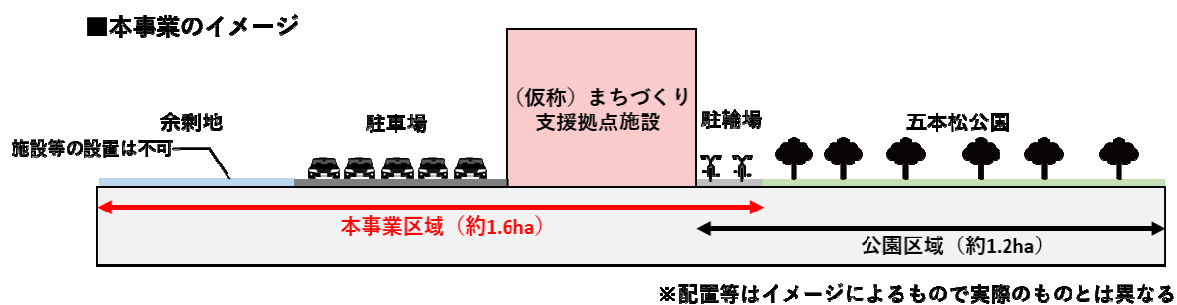 ■本事業のイメージ
(仮称)まちづくり
支援拠点施設
余剰地
駐車場
駐輪場
五本松公園
施設等の設置は不可
本事業区域(約1.6ha)
公園区域(約1.2ha)
※配置等はイメージによるもので実際のものとは異なる